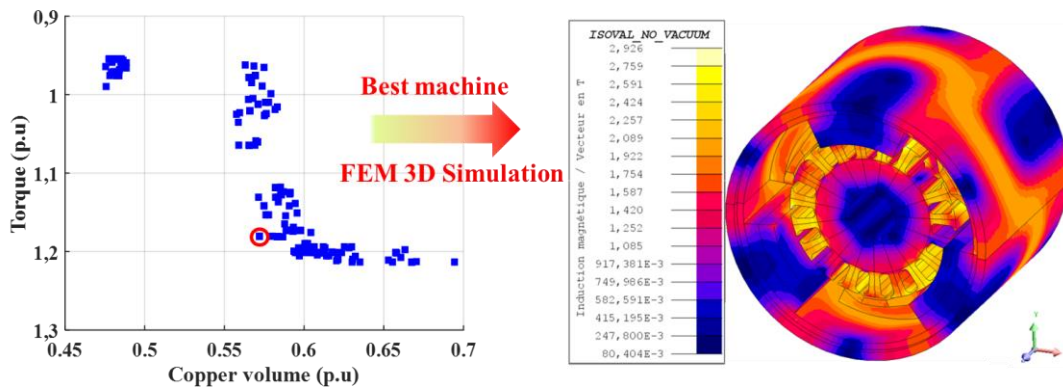 0,9
1
1,1
1,2
1,3
Torque (p.u)
0.45
0.5
0.55
0.6
0.65
0.7
Copper volume (p.u)
Best machine
FEM 3D Simulation
ISOVAL_NO_VACUUM
2,926
2,759
2,591
2,424
2,257
2,089
1,922
1,754
1,587
1,420
1,252
1,085
917,381E-3
749,986E-3
582,591E-3
415,195E-3
247,800E-3
80,404E-3
Induction magnétique / Vecteur en T